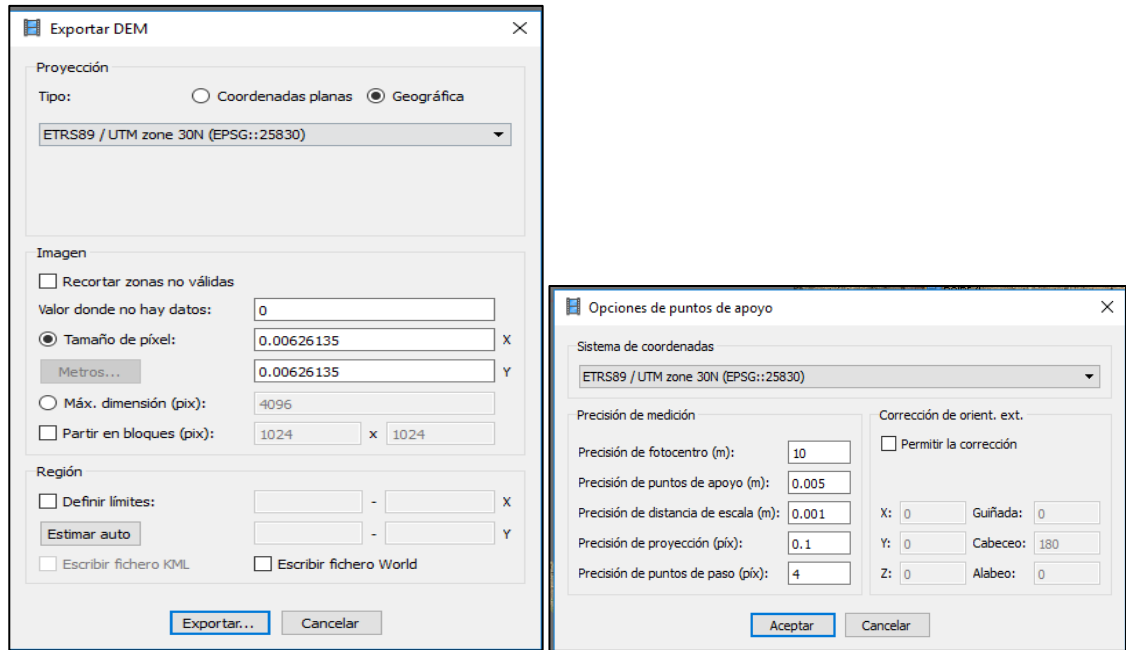 Exportar DEM
Proyección
Tipo: Coordenadas planas Geográfica
ETRS89 / UTM zone 30N (EPSG::25830)
Imagen
Recortar zonas no válidas
Valor donde no hay datos: 0
Tamaño de píxel: 0.00626135 X
Metros... 0.00626135 Y
Máx. dimensión (pix): 4096
Partir en bloques (pix): 1024 x 1024
Región
Definir límites: - X
Estimar auto - Y
Escribir fichero KML Escribir fichero World
Exportar... Cancelar
Opciones de puntos de apoyo
Sistema de coordenadas
ETRS89 / UTM zone 30N (EPSG::25830)
Precisión de medición Corrección de orient. ext.
Precisión de fotocentro (m): 10 Permitir la corrección
Precisión de puntos de apoyo (m): 0.005
Precisión de distancia de escala (m): 0.001 X: 0 Guiñada: 0
Precisión de proyección (píx): 0.1 Y: 0 Cabeceo: 180
Precisión de puntos de paso (píx): 4 Z: 0 Alabeo: 0
Aceptar Cancelar